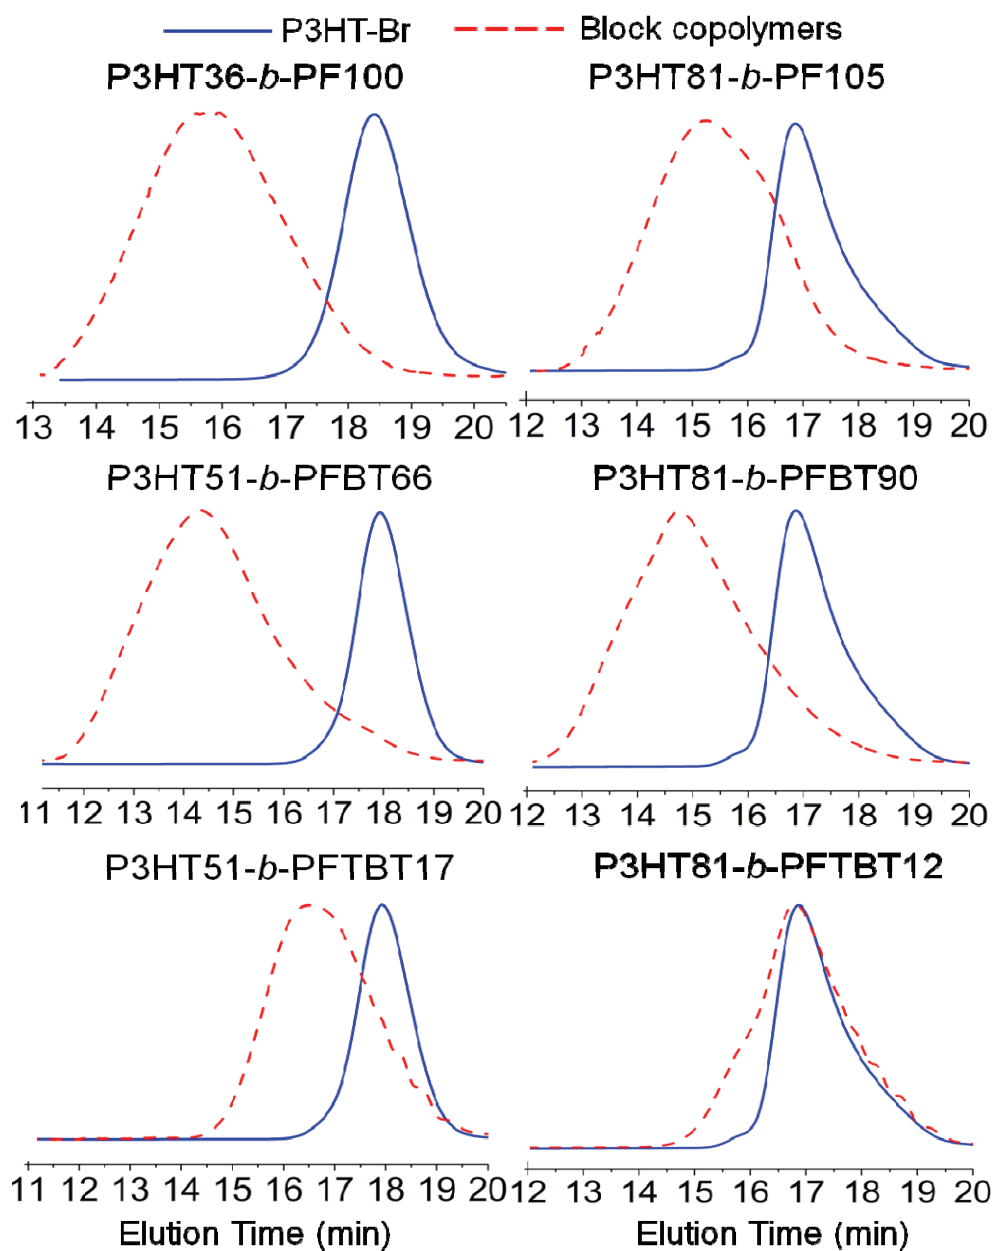 P3HT-Br Block copolymers
P3HT36-b-PF100 P3HT81-b-PF105
13 14 15 16 17 18 19 20 12 13 14 15 16 17 18 19 20
P3HT51-b-PFBT66 P3HT81-b-PFBT90
11 12 13 14 15 16 17 18 19 20 12 13 14 15 16 17 18 19 20
P3HT51-b-PFTBT17 P3HT81-b-PFTBT12
11 12 13 14 15 16 17 18 19 20 12 13 14 15 16 17 18 19 20
Elution Time (min) Elution Time (min)